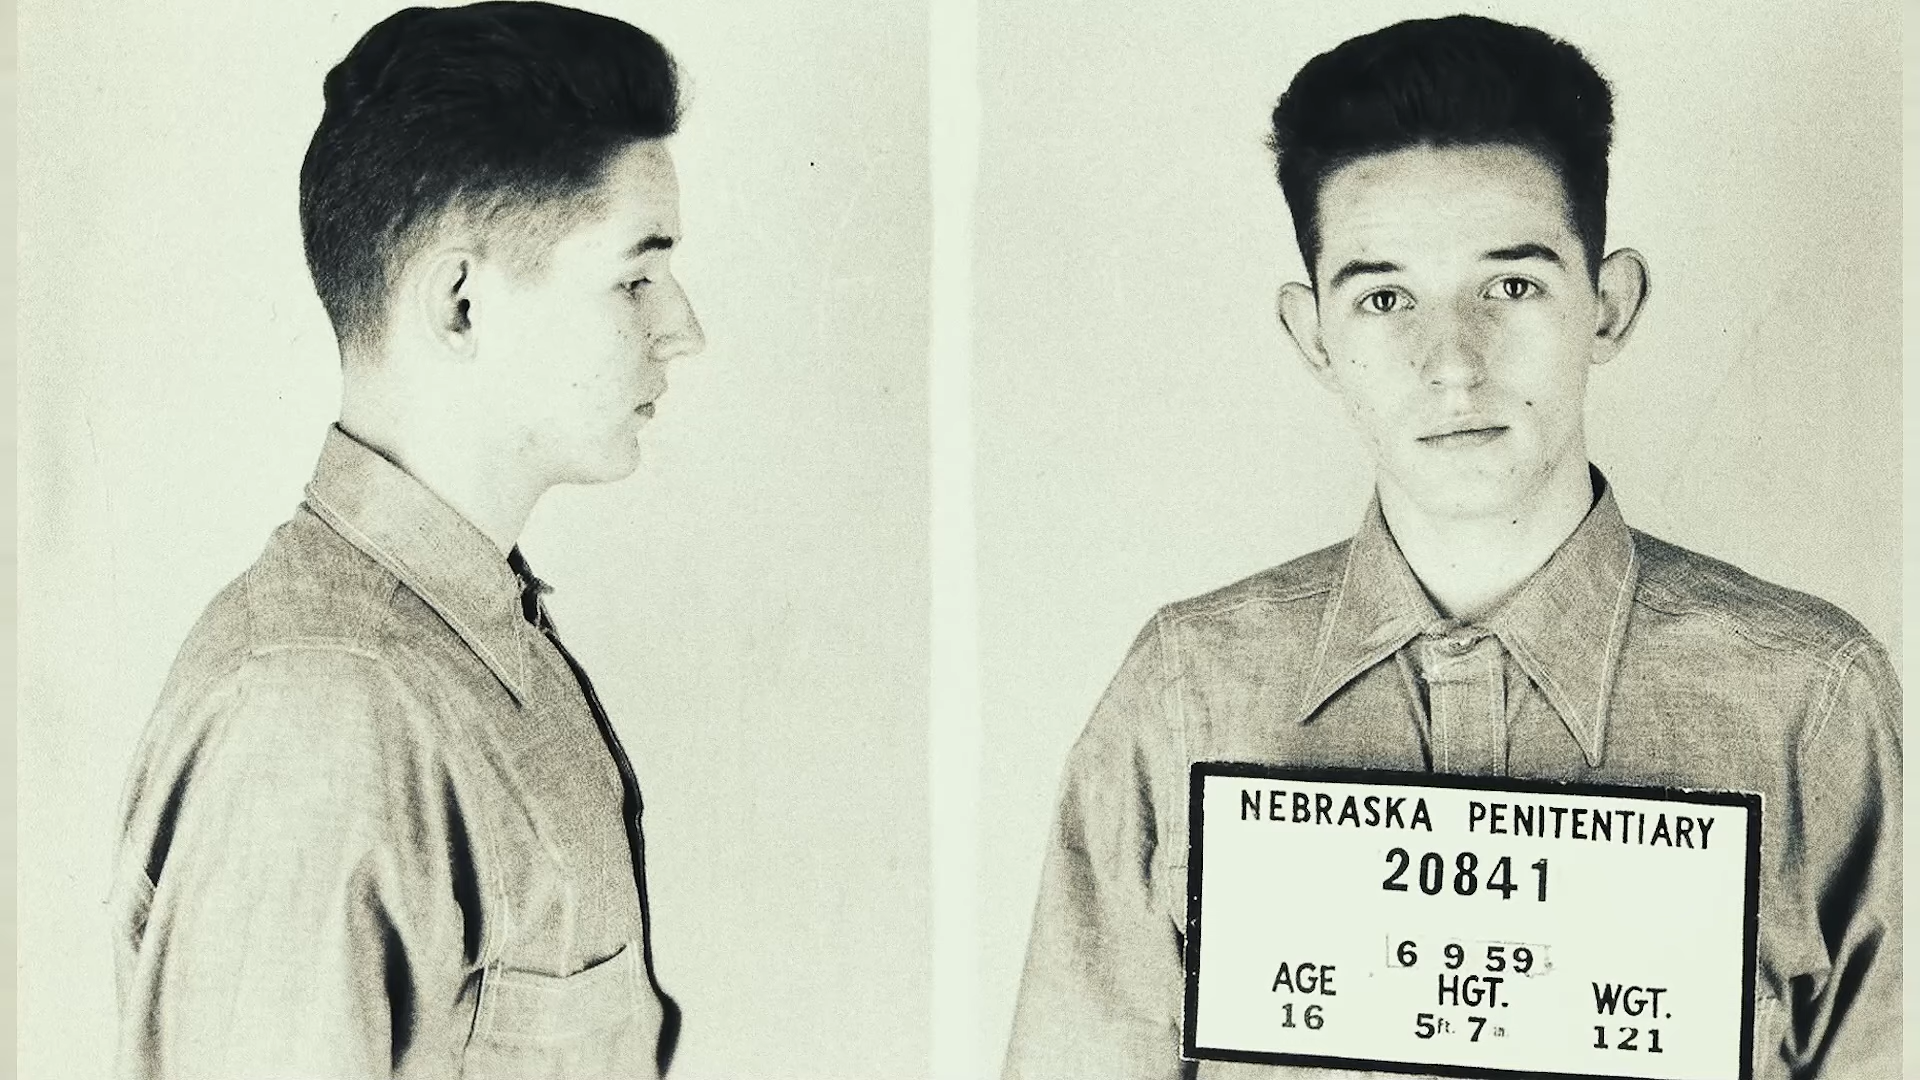 NEBRASKA PENITENTIARY
20841
6 9 59
AGE HGT. WGT.
16 5ft. 7in. 121